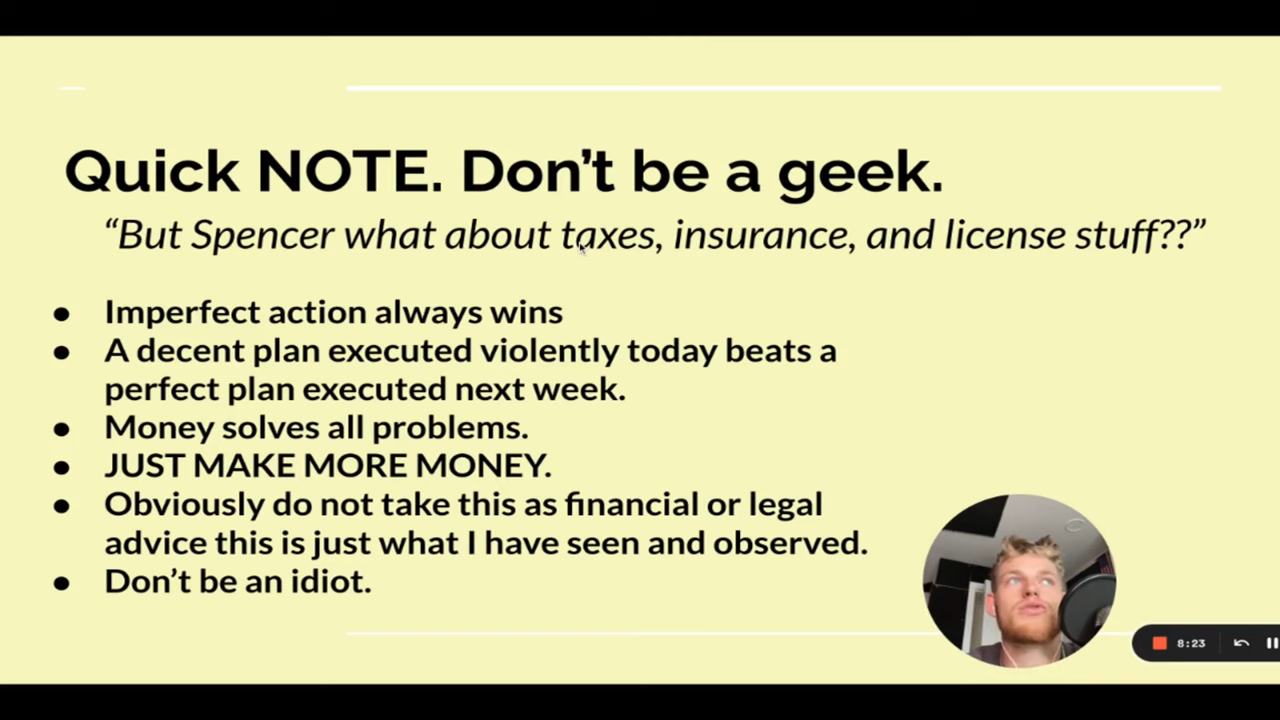 Quick NOTE. Don’t be a geek.
“But Spencer what about taxes, insurance, and license stuff??”
● Imperfect action always wins
● A decent plan executed violently today beats a
perfect plan executed next week.
● Money solves all problems.
● JUST MAKE MORE MONEY.
● Obviously do not take this as financial or legal
advice this is just what I have seen and observed.
● Don’t be an idiot.
8:23